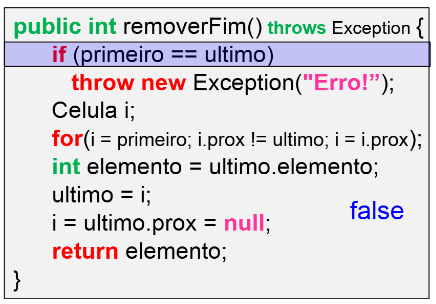 public int removerFim() throws Exception {
if (primeiro == ultimo)
throw new Exception("Erro!”);
Celula i;
for(i = primeiro; i.prox != ultimo; i = i.prox);
int elemento = ultimo.elemento;
ultimo = i;
i = ultimo.prox = null;
false
return elemento;
}